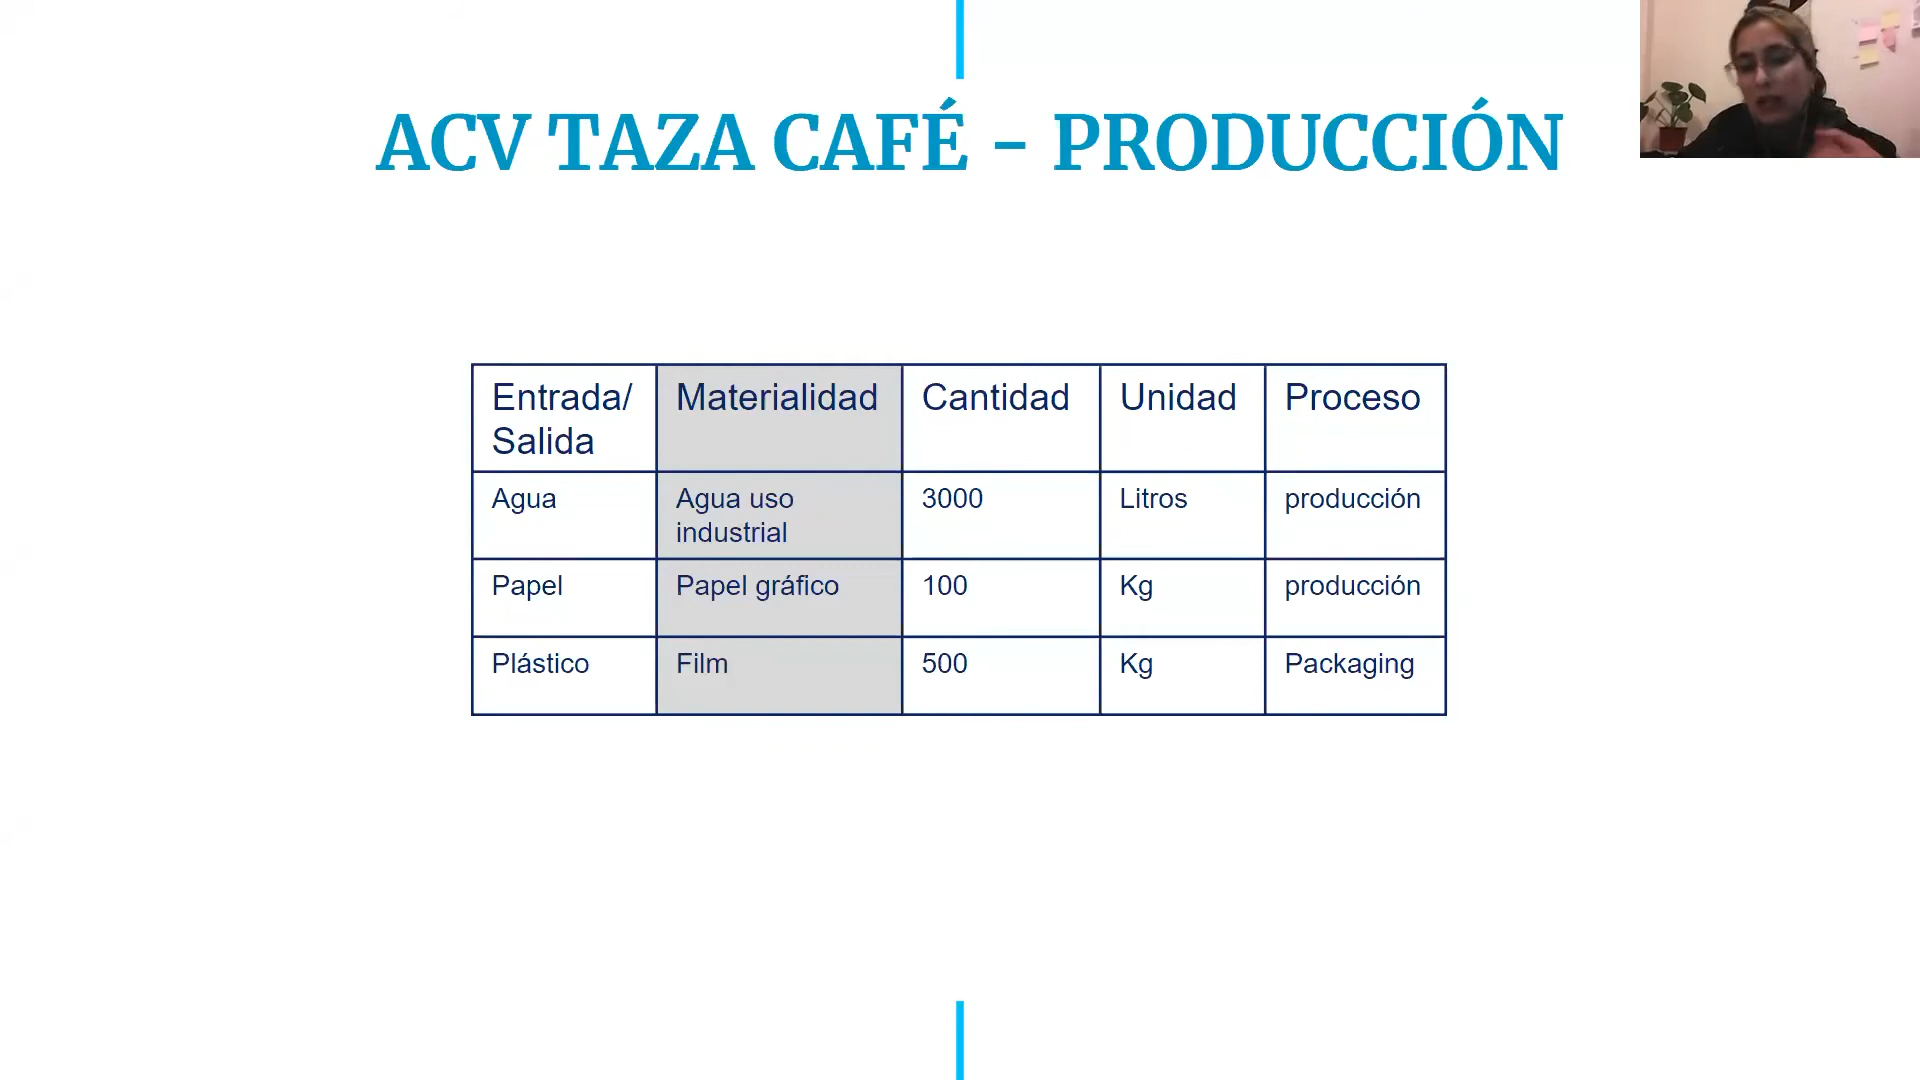 ACV TAZA CAFÉ – PRODUCCIÓN
Entrada/ Materialidad Cantidad Unidad Proceso
Salida
Agua Agua uso 3000 Litros producción
industrial
Papel Papel gráfico 100 Kg producción
Plástico Film 500 Kg Packaging